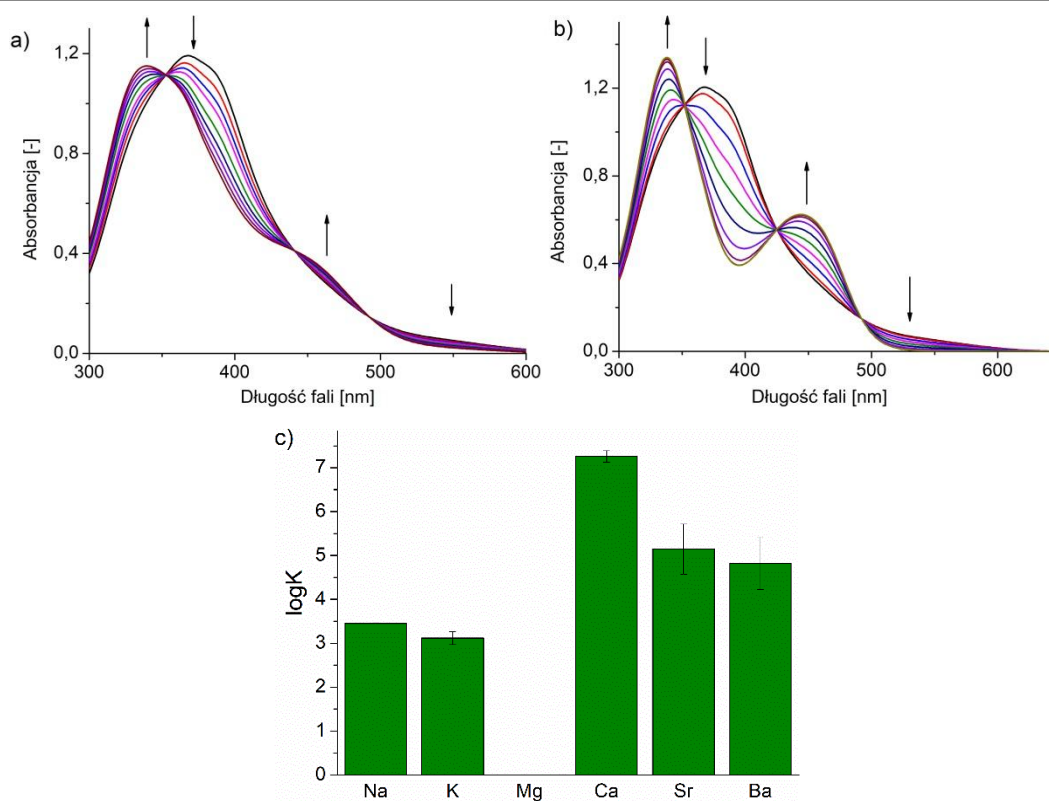 a)
Absorbancja [-]
1,2
0,8
0,4
0,0
300
400
500
600
Długość fali [nm]
b)
Absorbancja [-]
1,2
0,8
0,4
0,0
300
400
500
600
Długość fali [nm]
c)
logK
7
6
5
4
3
2
1
0
Na
K
Mg
Ca
Sr
Ba